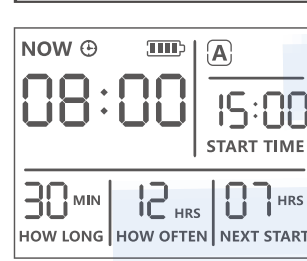 NOW
08:00
A
15:00
START TIME
30 MIN
HOW LONG
12 HRS
HOW OFTEN
07 HRS
NEXT START